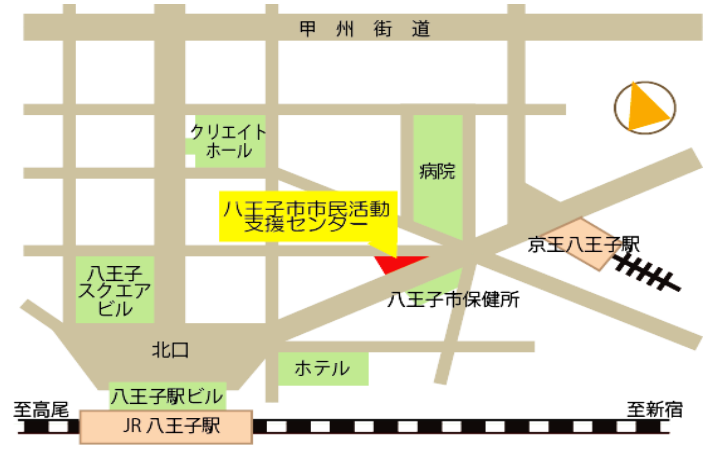 甲州街道
クリエイト
ホール
病院
八王子市市民活動
支援センター
京王八王子駅
八王子
スクエア
ビル
八王子市保健所
北口
ホテル
八王子駅ビル
至高尾
至新宿
JR 八王子駅